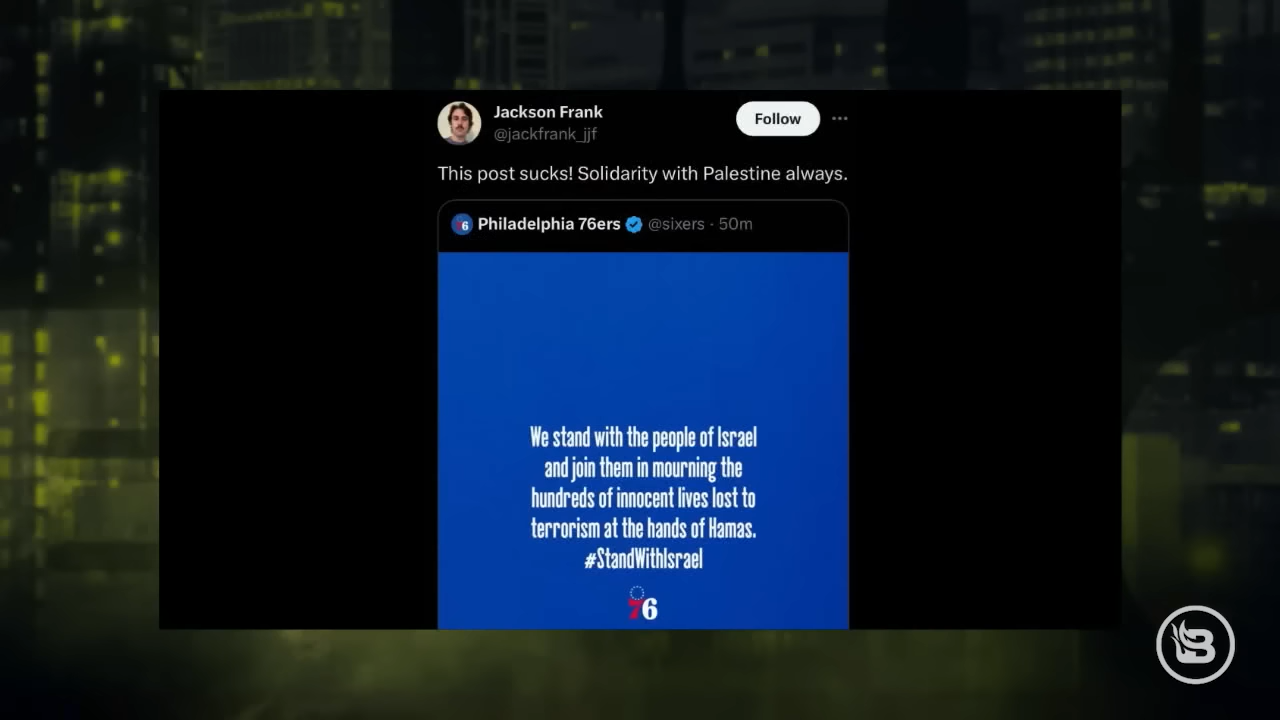 Jackson Frank
@jackfrank_jjf
Follow
This post sucks! Solidarity with Palestine always.
Philadelphia 76ers @sixers · 50m
We stand with the people of Israel
and join them in mourning the
hundreds of innocent lives lost to
terrorism at the hands of Hamas.
#StandWithIsrael
76
B